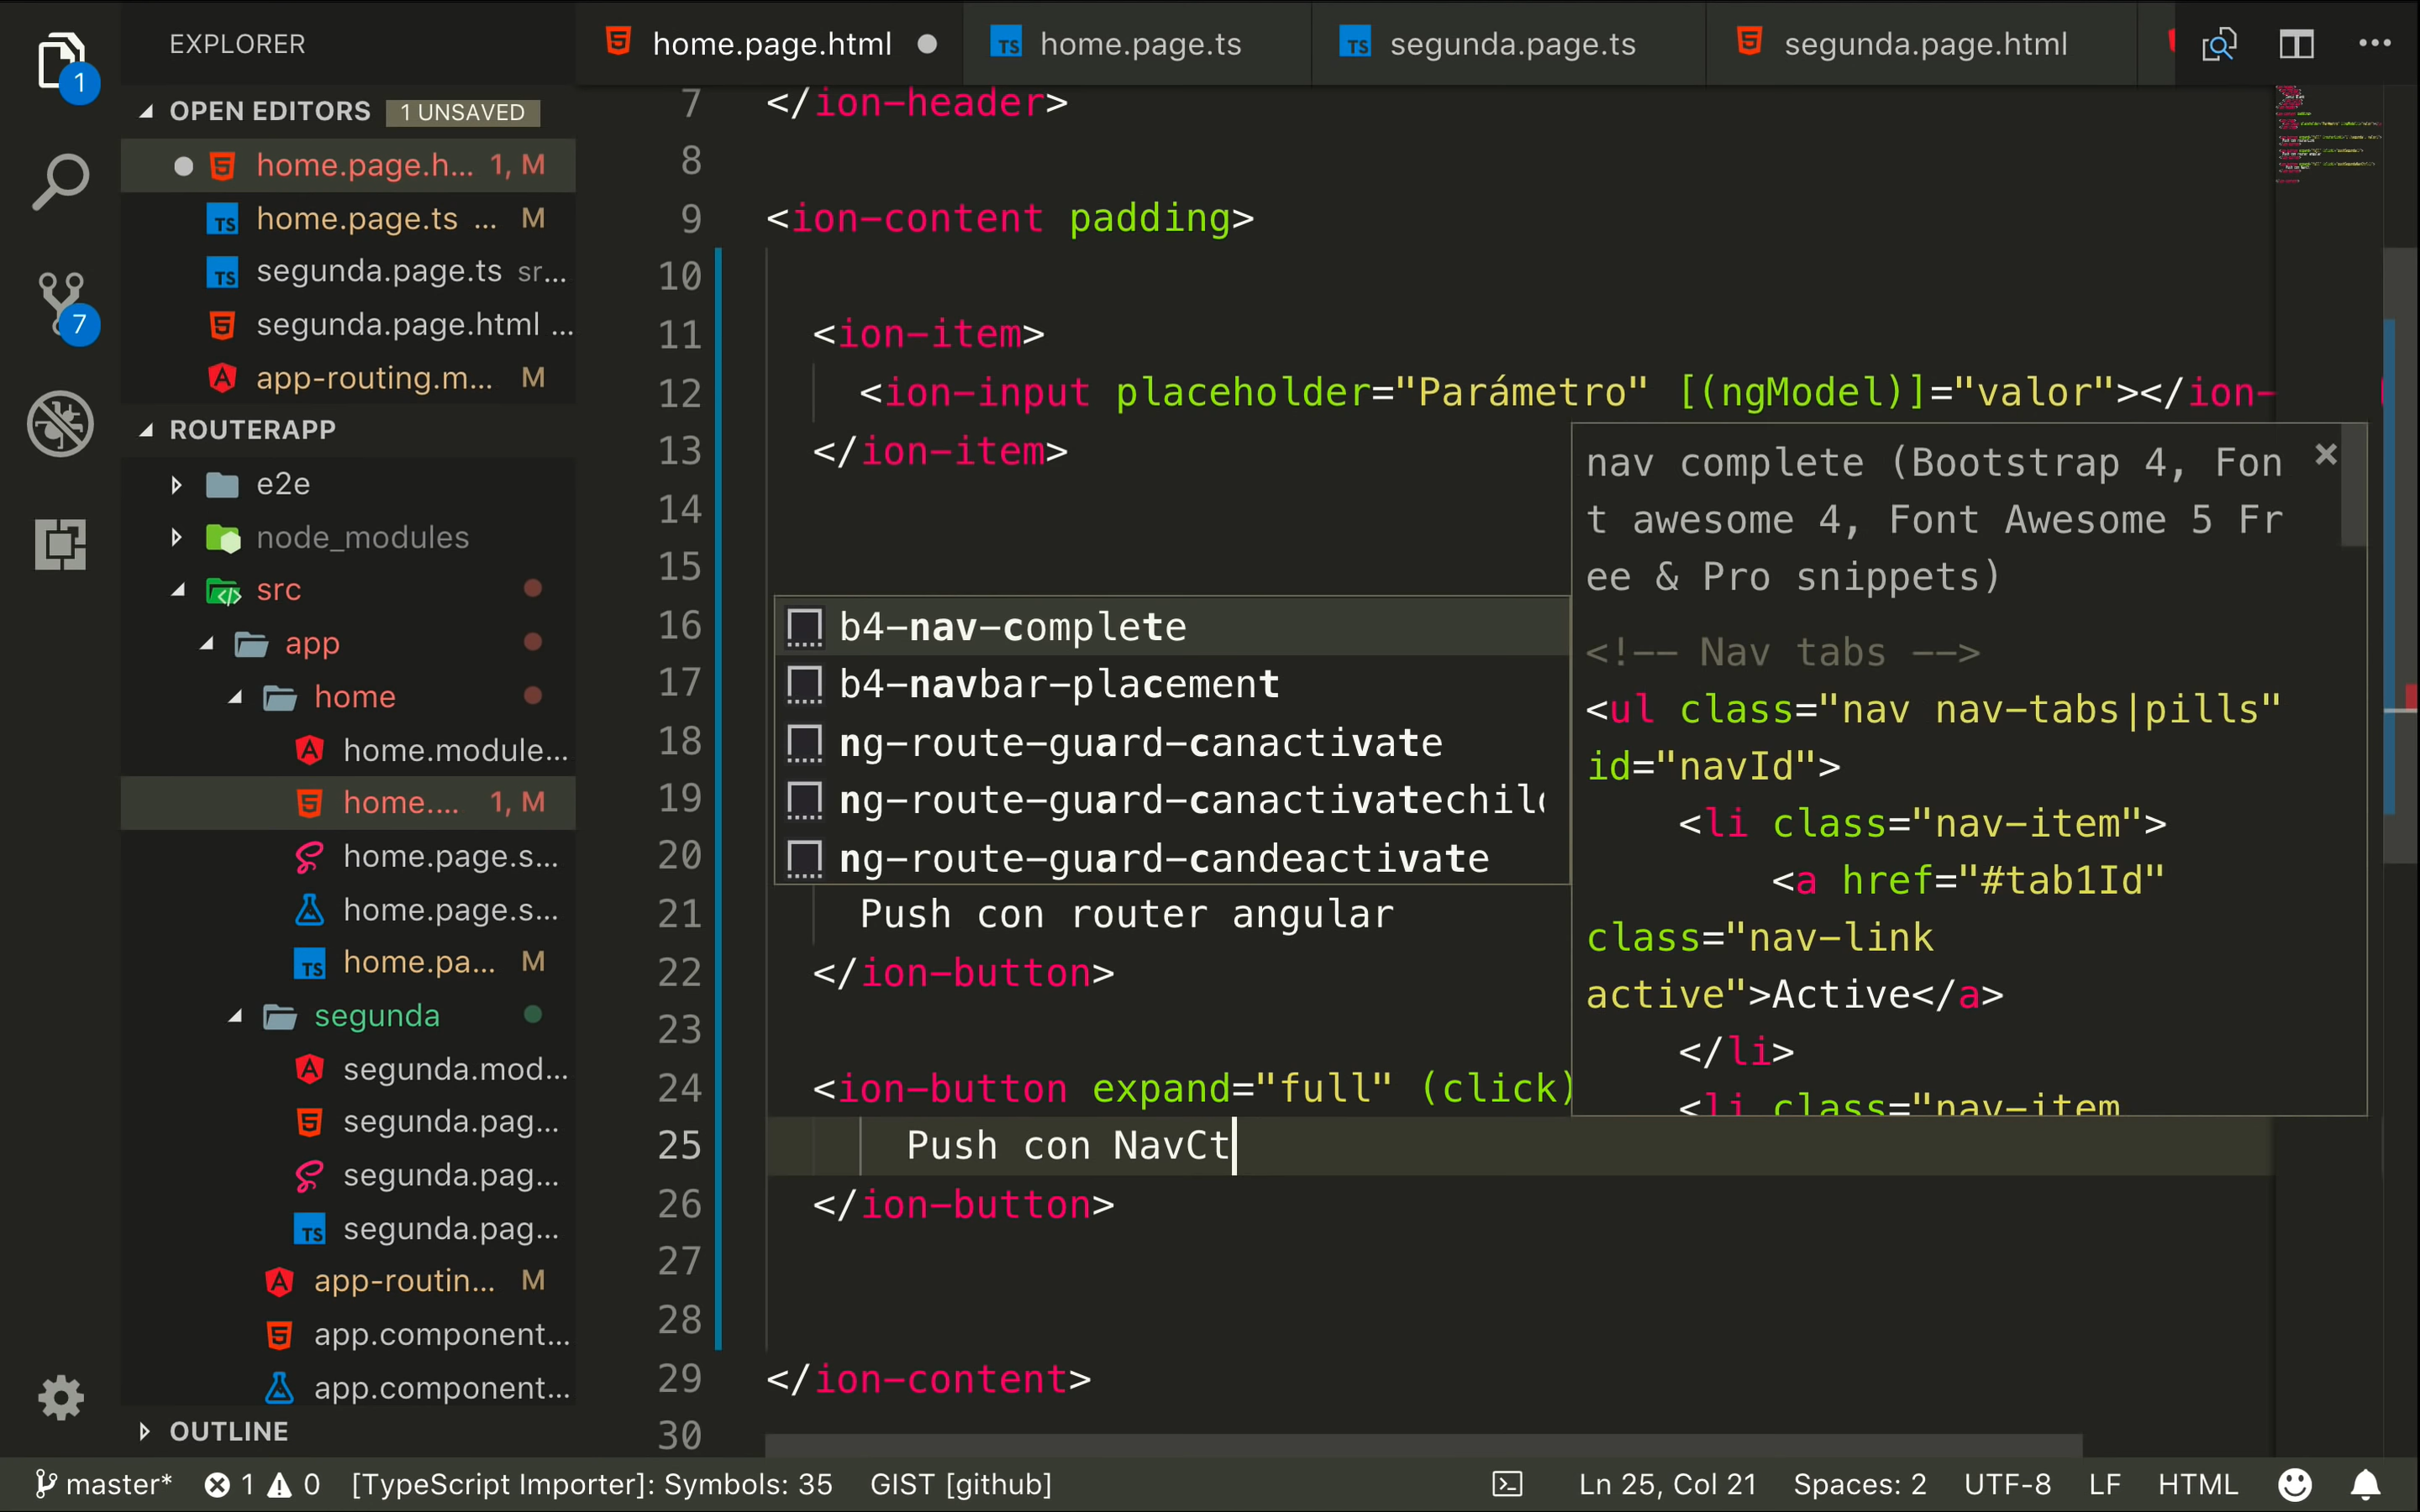 EXPLORER
OPEN EDITORS 1 UNSAVED
home.page.h... 1, M
home.page.ts ... M
segunda.page.ts sr...
segunda.page.html ...
app-routing.m... M
ROUTERAPP
e2e
node_modules
src
app
home
home.module...
home.... 1, M
home.page.s...
home.page.s...
home.pa... M
segunda
segunda.mod...
segunda.pag...
segunda.pag...
segunda.pag...
app-routin... M
app.component...
app.component...
OUTLINE
1
7
home.page.html
home.page.ts
segunda.page.ts
segunda.page.html
7 </ion-header>
8
9 <ion-content padding>
10
11 <ion-item>
12 <ion-input placeholder="Parámetro" [(ngModel)]="valor"></ion-
13 </ion-item>
14
15
16
17
18
19
20
21 Push con router angular
22 </ion-button>
23
24 <ion-button expand="full" (click)
25 Push con NavCt
26 </ion-button>
27
28
29 </ion-content>
30
b4-nav-complete
b4-navbar-placement
ng-route-guard-canactivate
ng-route-guard-canactivatechil
ng-route-guard-candeactivate
nav complete (Bootstrap 4, Fon
t awesome 4, Font Awesome 5 Fr
ee & Pro snippets)
<!-- Nav tabs -->
<ul class="nav nav-tabs|pills"
id="navId">
<li class="nav-item">
<a href="#tab1Id"
class="nav-link
active">Active</a>
</li>
<li class="nav-item
master* 1 0 [TypeScript Importer]: Symbols: 35 GIST [github] Ln 25, Col 21 Spaces: 2 UTF-8 LF HTML